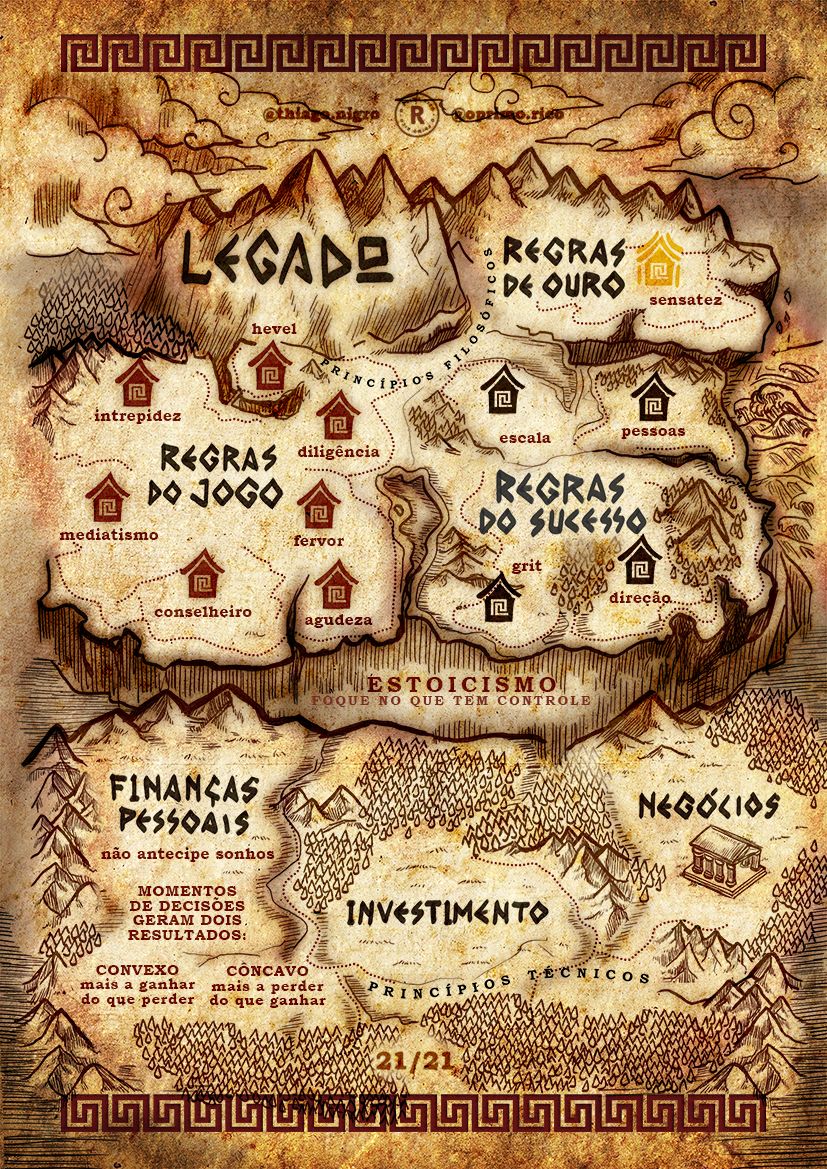 @thiago.nigro
R
@oprimo.rico
LEGADO
REGRAS
DE OURO
sensatez
PRINCÍPIOS FILOSÓFICOS
hevel
intrepidez
diligência
escala
pessoas
REGRAS
DO JOGO
REGRAS
DO SUCESSO
mediatismo
fervor
grit
conselheiro
agudeza
direção
ESTOICISMO
FOQUE NO QUE TEM CONTROLE
FINANÇAS
PESSOAIS
não antecipe sonhos
MOMENTOS
DE DECISÕES
GERAM DOIS
RESULTADOS:
CONVEXO
mais a ganhar
do que perder
CÔNCAVO
mais a perder
do que ganhar
NEGÓCIOS
INVESTIMENTO
PRINCÍPIOS TÉCNICOS
21/21